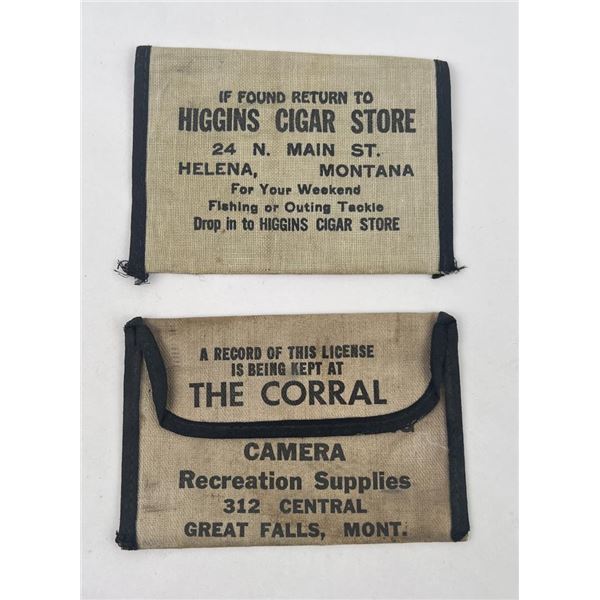 IF FOUND RETURN TO
HIGGINS CIGAR STORE
24 N. MAIN ST.
HELENA, MONTANA
For Your Weekend
Fishing or Outing Tackle
Drop in to HIGGINS CIGAR STORE
A RECORD OF THIS LICENSE
IS BEING KEPT AT
THE CORRAL
CAMERA
Recreation Supplies
312 CENTRAL
GREAT FALLS, MONT.